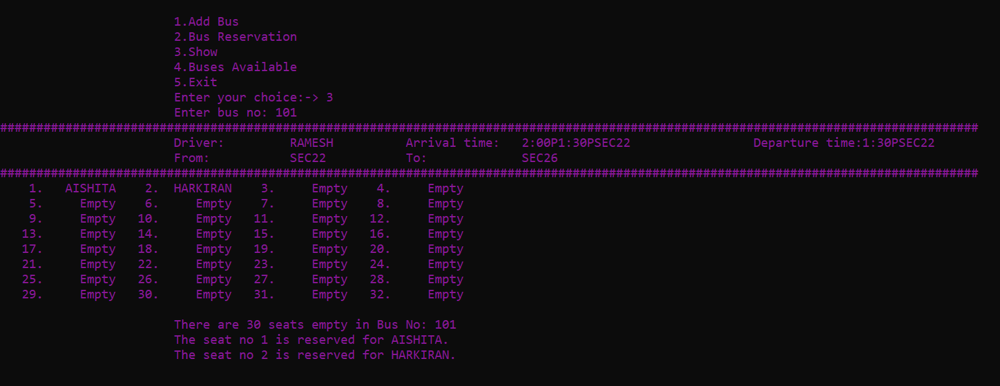 1.Add Bus
2.Bus Reservation
3.Show
4.Buses Available
5.Exit
Enter your choice:-> 3
Enter bus no: 101
#######################################################################################################################################
Driver: RAMESH Arrival time: 2:00P1:30PSEC22 Departure time:1:30PSEC22
From: SEC22 To: SEC26
#######################################################################################################################################
1. AISHITA 2. HARKIRAN 3. Empty 4. Empty
5. Empty 6. Empty 7. Empty 8. Empty
9. Empty 10. Empty 11. Empty 12. Empty
13. Empty 14. Empty 15. Empty 16. Empty
17. Empty 18. Empty 19. Empty 20. Empty
21. Empty 22. Empty 23. Empty 24. Empty
25. Empty 26. Empty 27. Empty 28. Empty
29. Empty 30. Empty 31. Empty 32. Empty
There are 30 seats empty in Bus No: 101
The seat no 1 is reserved for AISHITA.
The seat no 2 is reserved for HARKIRAN.